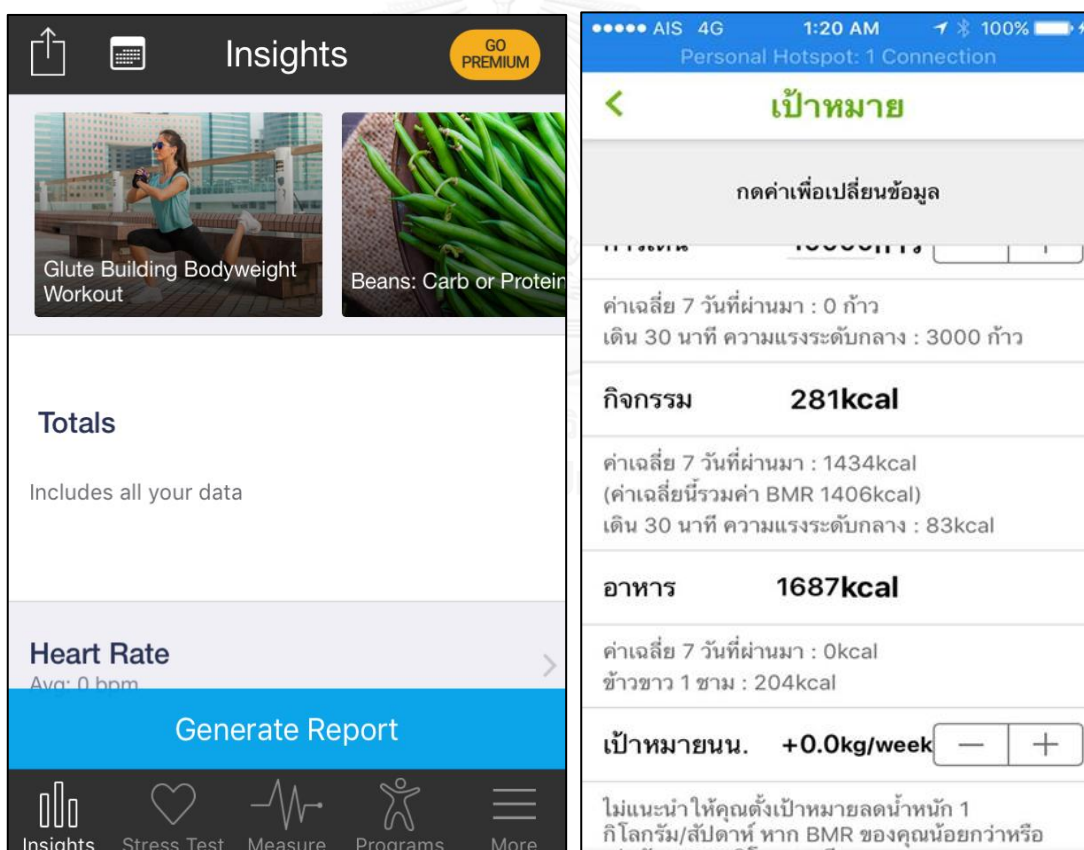 Insights
GO
PREMIUM
Glute Building Bodyweight
Workout
Beans: Carb or Protein
Totals
Includes all your data
Heart Rate
Avg: 0 bpm
Generate Report
Insights Stress Test Measure Programs More
AIS 4G 1:20 AM 100%
Personal Hotspot: 1 Connection
เป้าหมาย
กดค่าเพื่อเปลี่ยนข้อมูล
ค่าเฉลี่ย 7 วันที่ผ่านมา : 0 ก้าว
เดิน 30 นาที ความแรงระดับกลาง : 3000 ก้าว
กิจกรรม 281kcal
ค่าเฉลี่ย 7 วันที่ผ่านมา : 1434kcal
(ค่าเฉลี่ยนี้รวมค่า BMR 1406kcal)
เดิน 30 นาที ความแรงระดับกลาง : 83kcal
อาหาร 1687kcal
ค่าเฉลี่ย 7 วันที่ผ่านมา : 0kcal
ข้าวขาว 1 ชาม : 204kcal
เป้าหมายนน. +0.0kg/week − +
ไม่แนะนำให้คุณตั้งเป้าหมายลดน้ำหนัก 1
กิโลกรัม/สัปดาห์ หาก BMR ของคุณน้อยกว่าหรือ